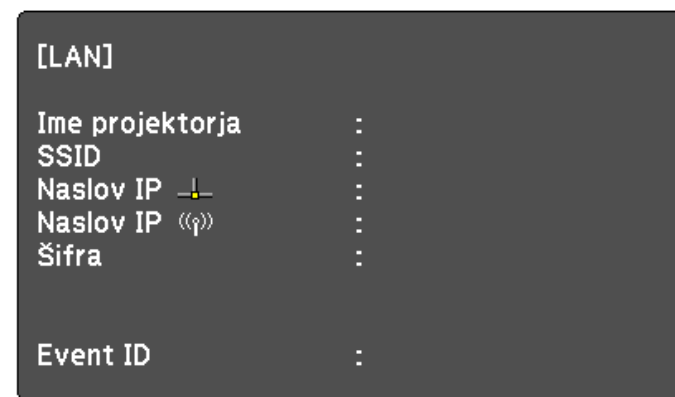 [LAN]
Ime projektorja :
SSID :
Naslov IP :
Naslov IP :
Šifra :
Event ID :